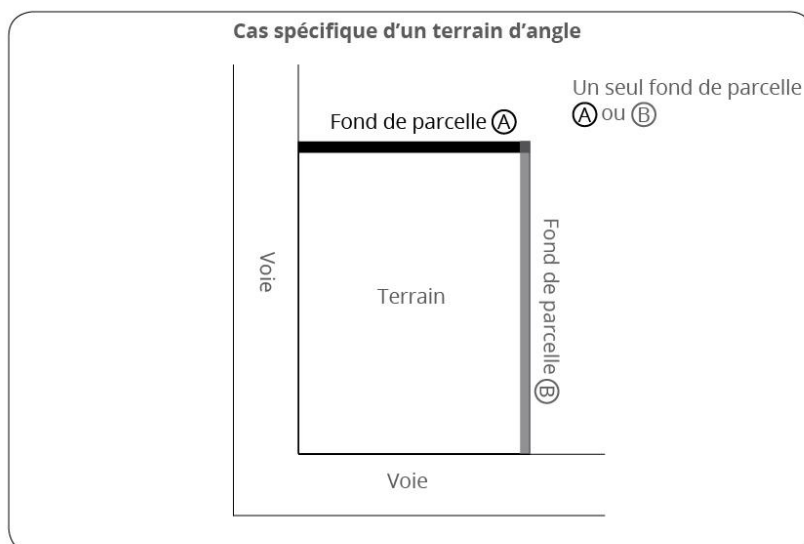 Cas spécifique d’un terrain d’angle
Un seul fond de parcelle
Ⓐ ou Ⓑ
Fond de parcelle Ⓐ
Voie
Terrain
Fond de parcelle Ⓑ
Voie